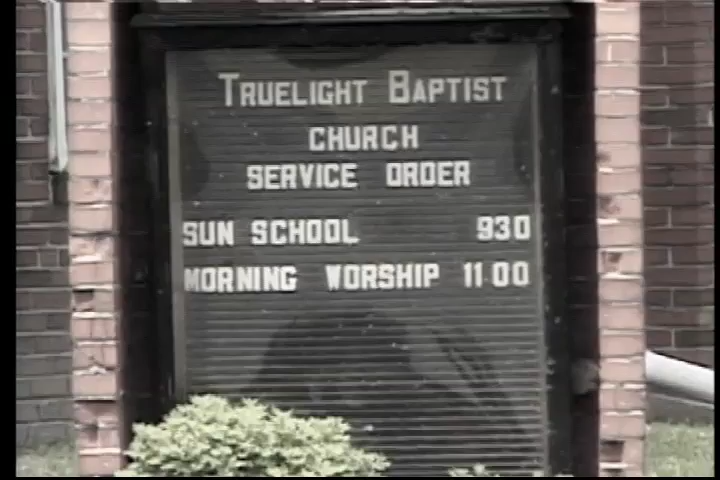 TRUELIGHT BAPTIST
CHURCH
SERVICE ORDER
SUN SCHOOL 930
MORNING WORSHIP 11 00